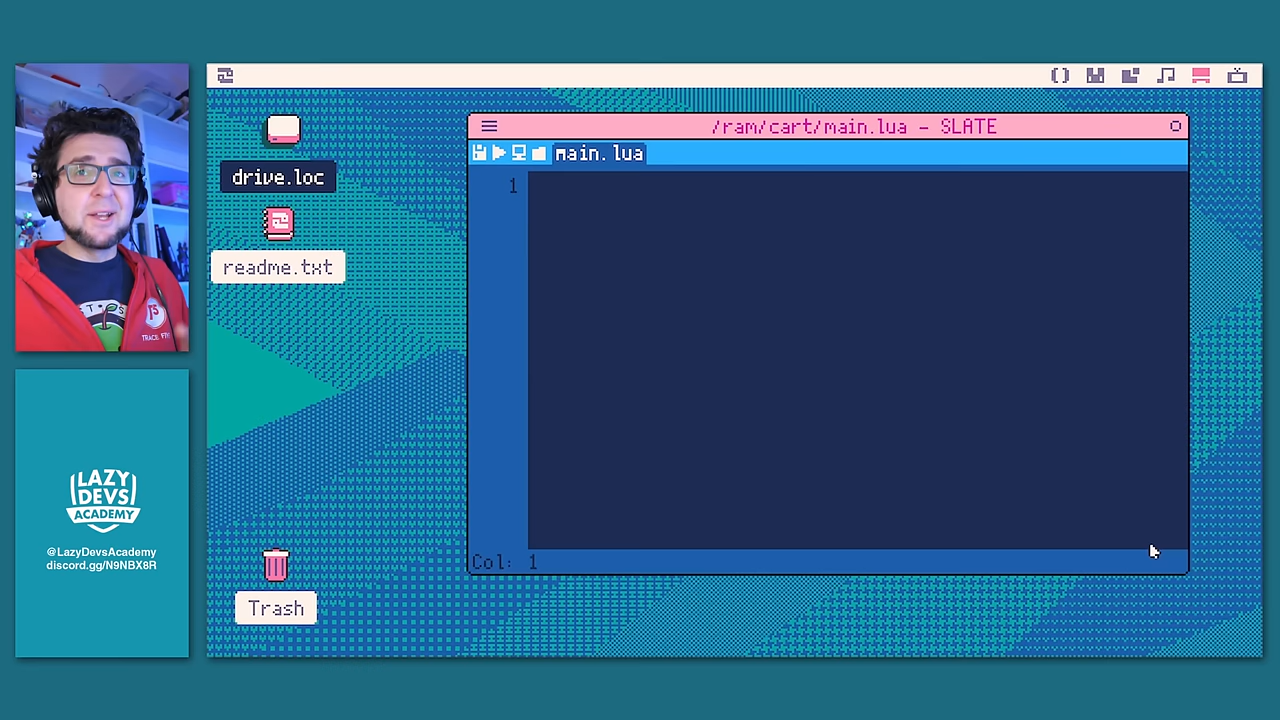 /ram/cart/main.lua - SLATE
main.lua
1
drive.loc
readme.txt
Trash
Col: 1
LAZY
DEVS
ACADEMY
@LazyDevsAcademy
discord.gg/N9NBX8R